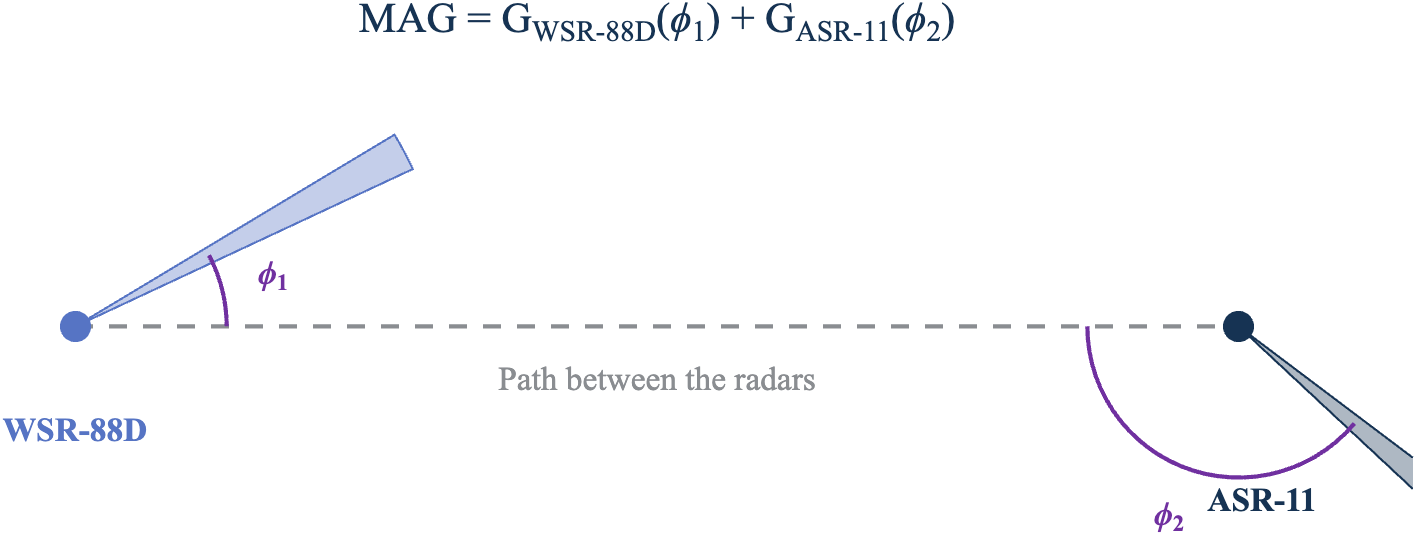 MAG = G_WSR-88D(ϕ₁) + G_ASR-11(ϕ₂)
ϕ₁
Path between the radars
WSR-88D
ASR-11
ϕ₂